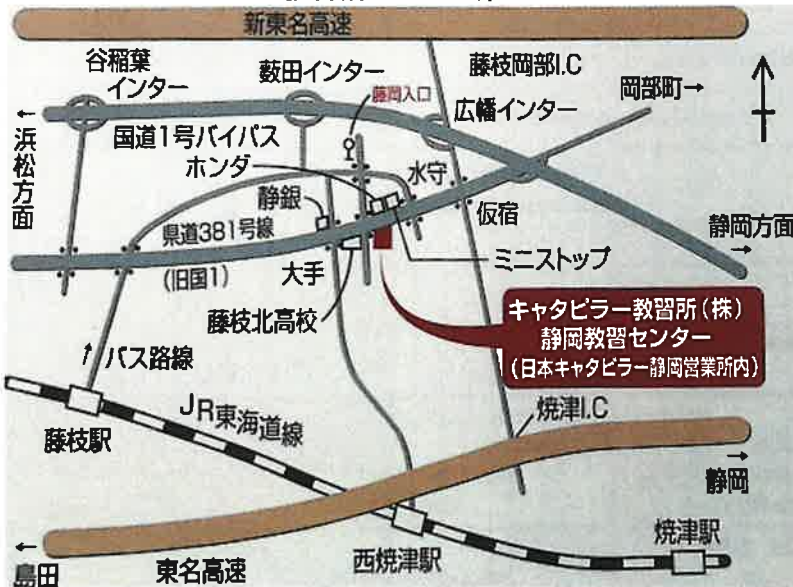 新東名高速
谷稲葉
インター
薮田インター
藤岡入口
藤枝岡部I.C
岡部町→
←
浜松方面
国道1号バイパス
広幡インター
ホンダ
水守
静銀
仮宿
県道381号線
(旧国1)
大手
ミニストップ
静岡方面
→
藤枝北高校
キャタピラー教習所(株)
静岡教習センター
(日本キャタピラー静岡営業所内)
↑バス路線
JR東海道線
藤枝駅
焼津I.C
→
静岡
←
島田
東名高速
西焼津駅
焼津駅